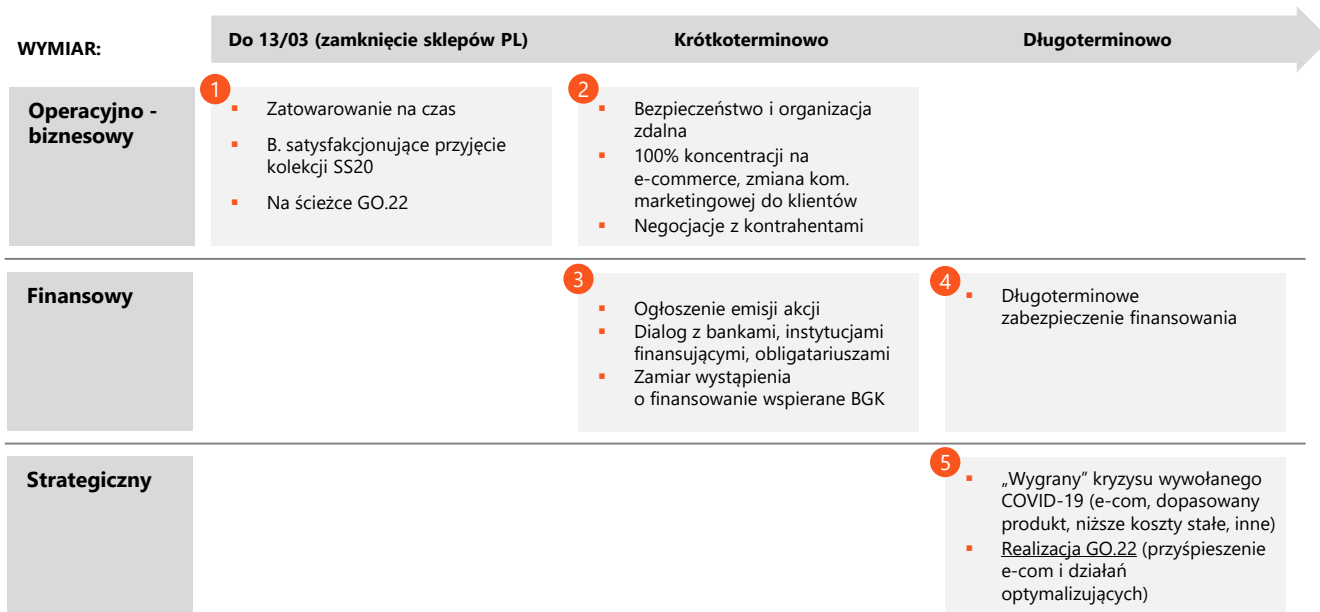 WYMIAR:
Do 13/03 (zamknięcie sklepów PL)
Krótkoterminowo
Długoterminowo
Operacyjno -
biznesowy
1
▪ Zatowarowanie na czas
▪ B. satysfakcjonujące przyjęcie
kolekcji SS20
▪ Na ścieżce GO.22
2
▪ Bezpieczeństwo i organizacja
zdalna
▪ 100% koncentracji na
e-commerce, zmiana kom.
marketingowej do klientów
▪ Negocjacje z kontrahentami
Finansowy
3
▪ Ogłoszenie emisji akcji
▪ Dialog z bankami, instytucjami
finansującymi, obligatariuszami
▪ Zamiar wystąpienia
o finansowanie wspierane BGK
4
▪ Długoterminowe
zabezpieczenie finansowania
Strategiczny
5
▪ „Wygrany” kryzysu wywołanego
COVID-19 (e-com, dopasowany
produkt, niższe koszty stałe, inne)
▪ Realizacja GO.22 (przyśpieszenie
e-com i działań
optymalizujących)